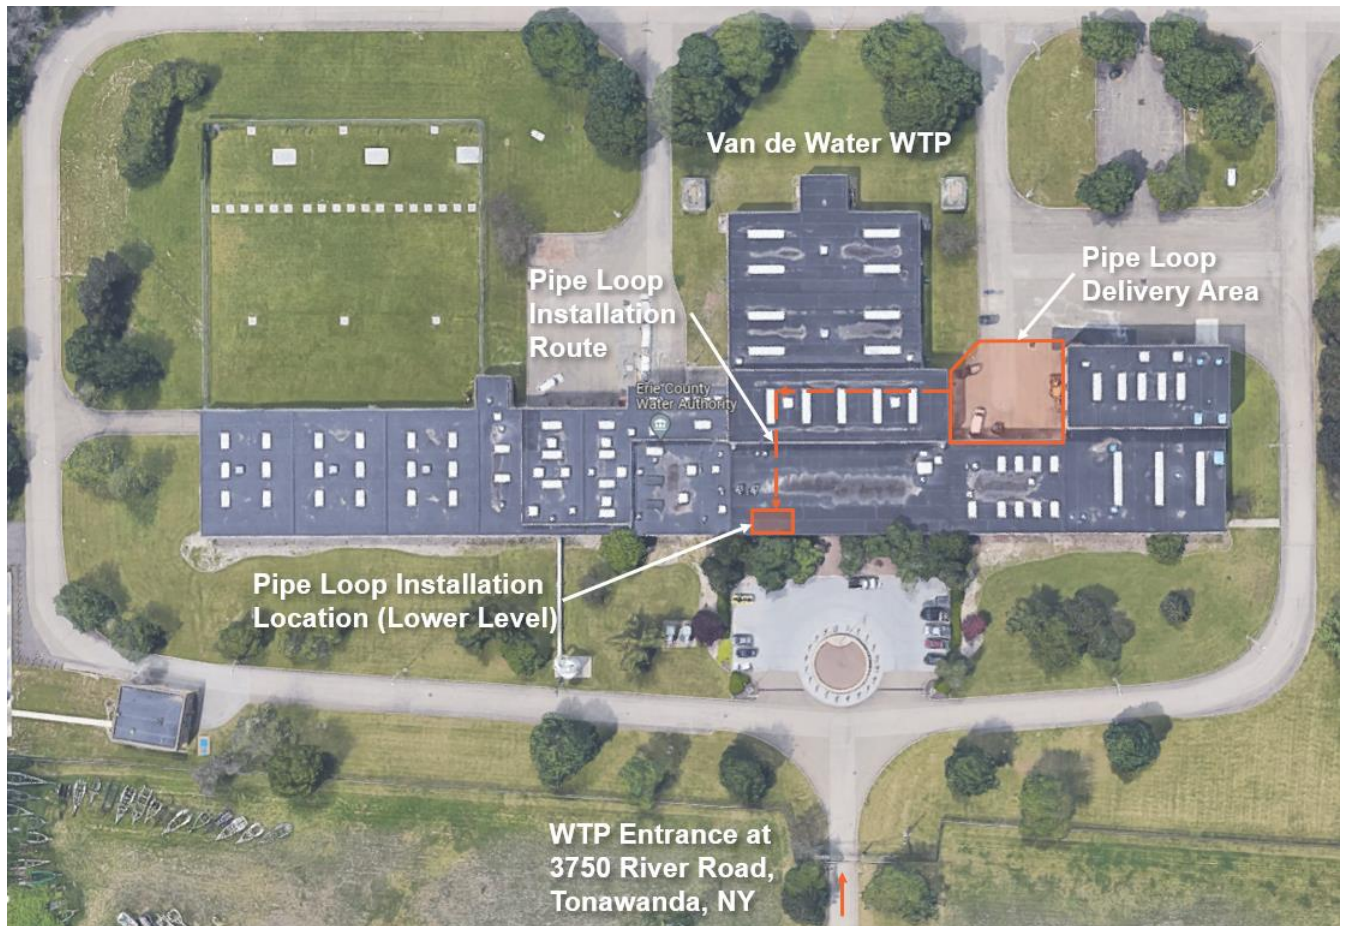 Van de Water WTP
Pipe Loop
Delivery Area
Pipe Loop
Installation
Route
Erie County
Water Authority
Pipe Loop Installation
Location (Lower Level)
WTP Entrance at
3750 River Road,
Tonawanda, NY